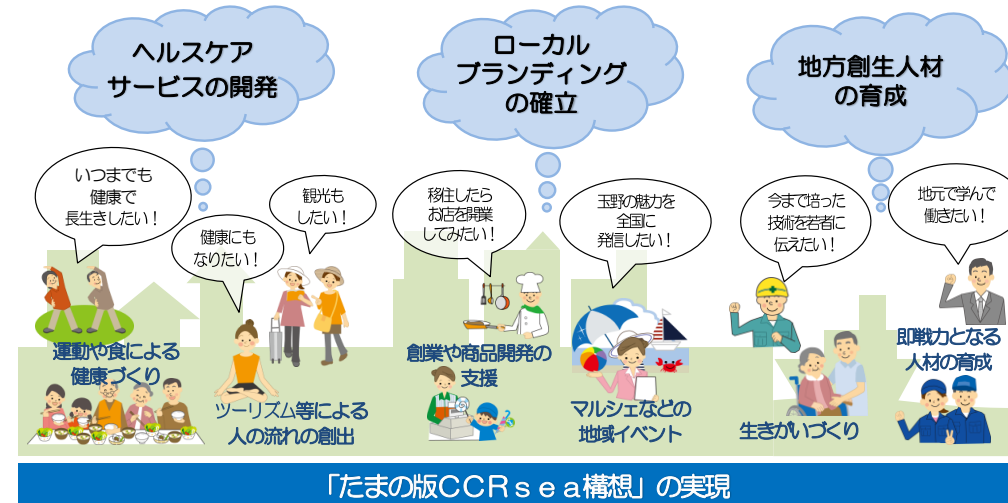 ヘルスケア
サービスの開発
いつまでも
健康で
長生きしたい！
健康にも
なりたい！
観光も
したい！
運動や食による
健康づくり
ツーリズム等による
人の流れの創出
ローカル
ブランディング
の確立
移住したら
お店を開業
してみたい！
玉野の魅力を
全国に
発信したい！
創業や商品開発の
支援
マルシェなどの
地域イベント
地方創生人材
の育成
今まで培った
技術を若者に
伝えたい！
地元で学んで
働きたい！
生きがいづくり
即戦力となる
人材の育成
「たまの版ＣＣＲｓｅａ構想」の実現